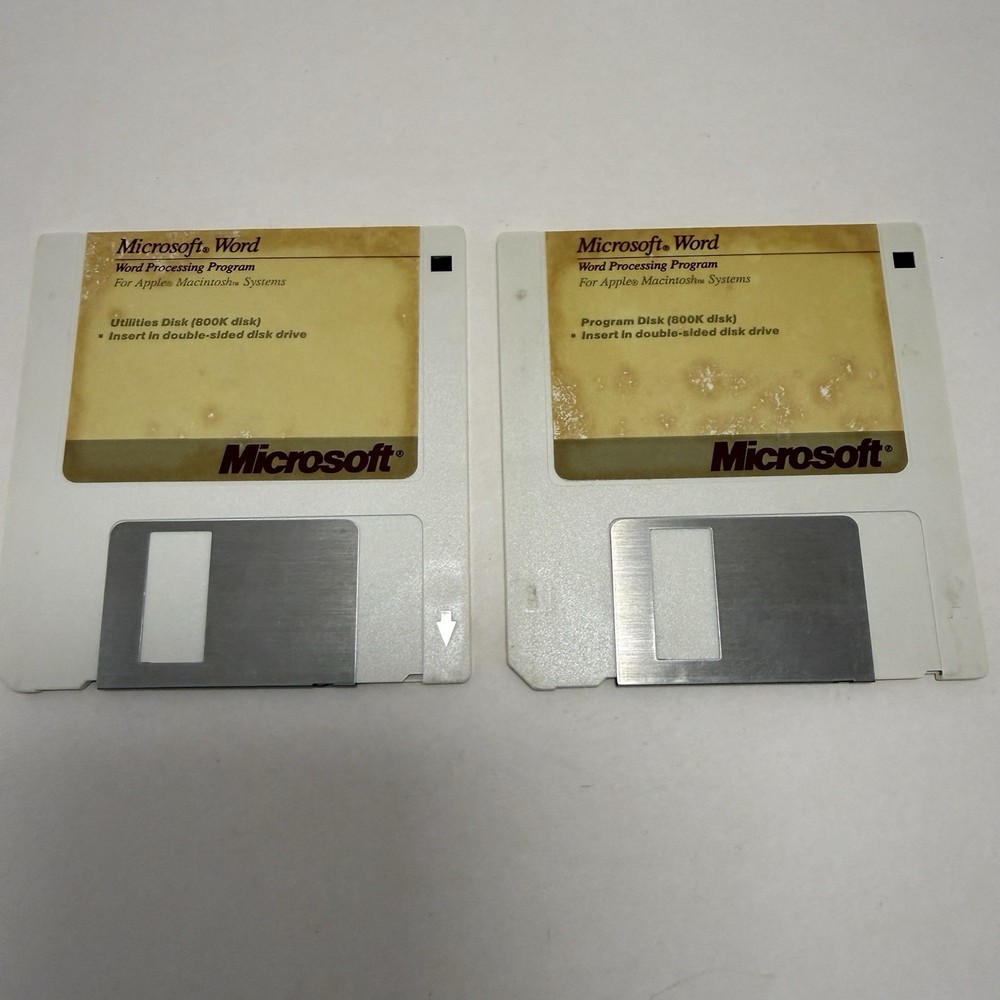 Microsoft® Word
Word Processing Program
For Apple® Macintosh™ Systems
Utilities Disk (800K disk)
• Insert in double-sided disk drive
Microsoft®
Microsoft® Word
Word Processing Program
For Apple® Macintosh™ Systems
Program Disk (800K disk)
• Insert in double-sided disk drive
Microsoft®